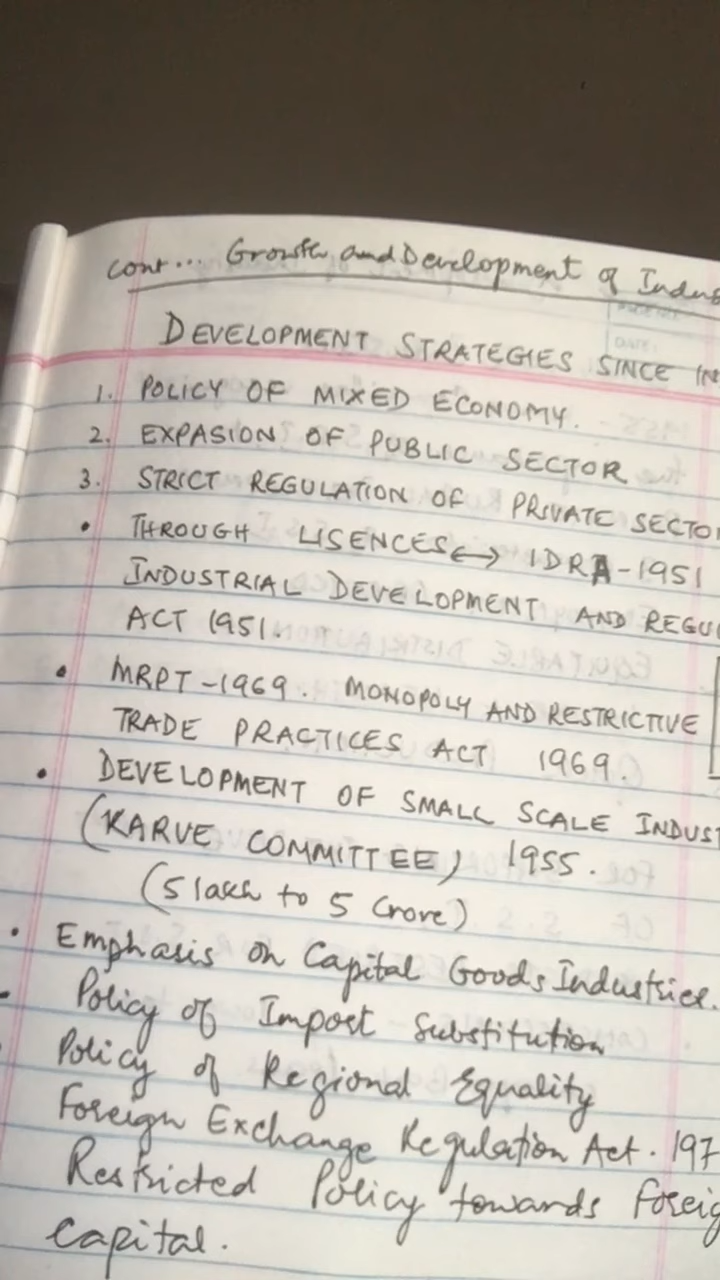 cont... Growth and Development of Indus
DEVELOPMENT STRATEGIES SINCE IN
1. POLICY OF MIXED ECONOMY.
2. EXPASION OF PUBLIC SECTOR
3. STRICT REGULATION OF PRIVATE SECTO
• THROUGH LISENCES ↔ IDRA-1951
INDUSTRIAL DEVELOPMENT AND REGU
ACT 1951.
• MRPT-1969. MONOPOLY AND RESTRICTIVE
TRADE PRACTICES ACT 1969.
• DEVELOPMENT OF SMALL SCALE INDUST
(KARVE COMMITTEE) 1955.
(5 lakh to 5 Crore)
• Emphasis on Capital Goods Industries.
- Policy of Import Substitution
Policy of Regional Equality
Foreign Exchange Regulation Act. 197
Restricted Policy towards foreig
capital.